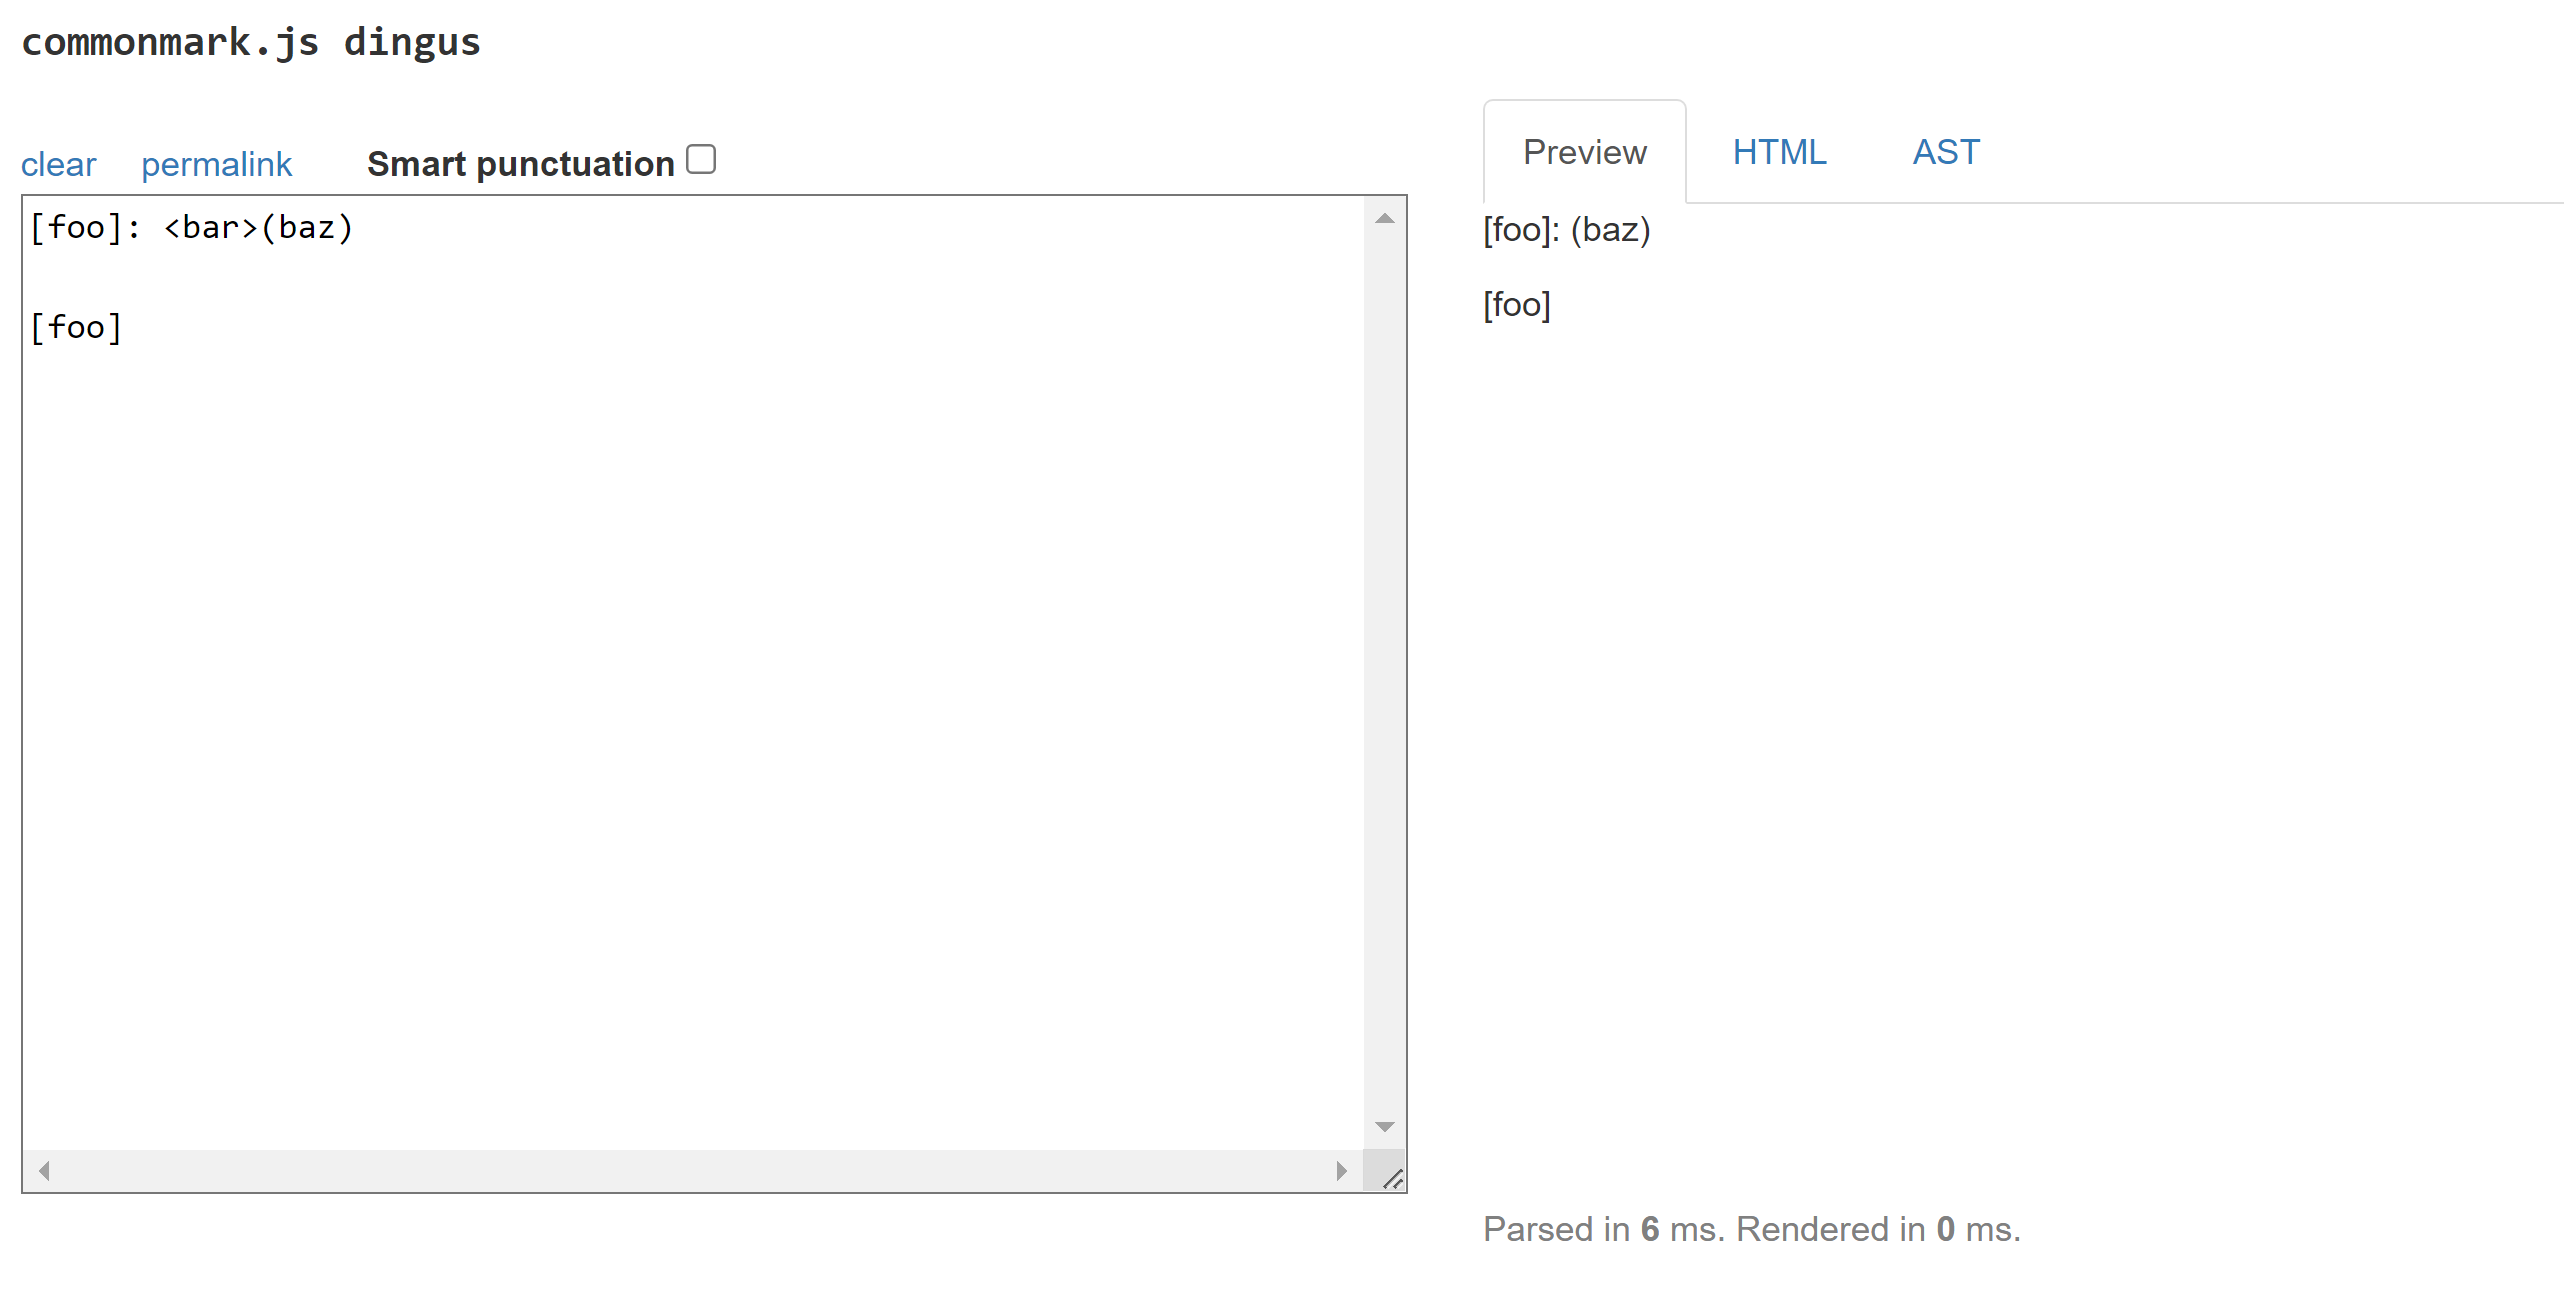 commonmark.js dingus
clear permalink Smart punctuation
[foo]: <bar>(baz)
[foo]
Preview HTML AST
[foo]: (baz)
[foo]
Parsed in 6 ms. Rendered in 0 ms.